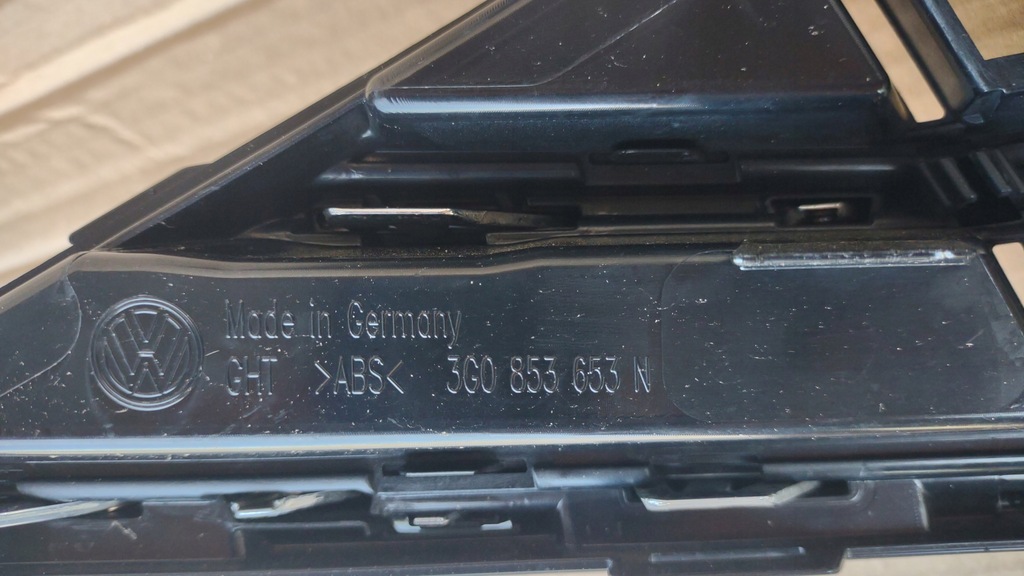 Made in Germany
GHT >ABS< 3G0 853 653 N